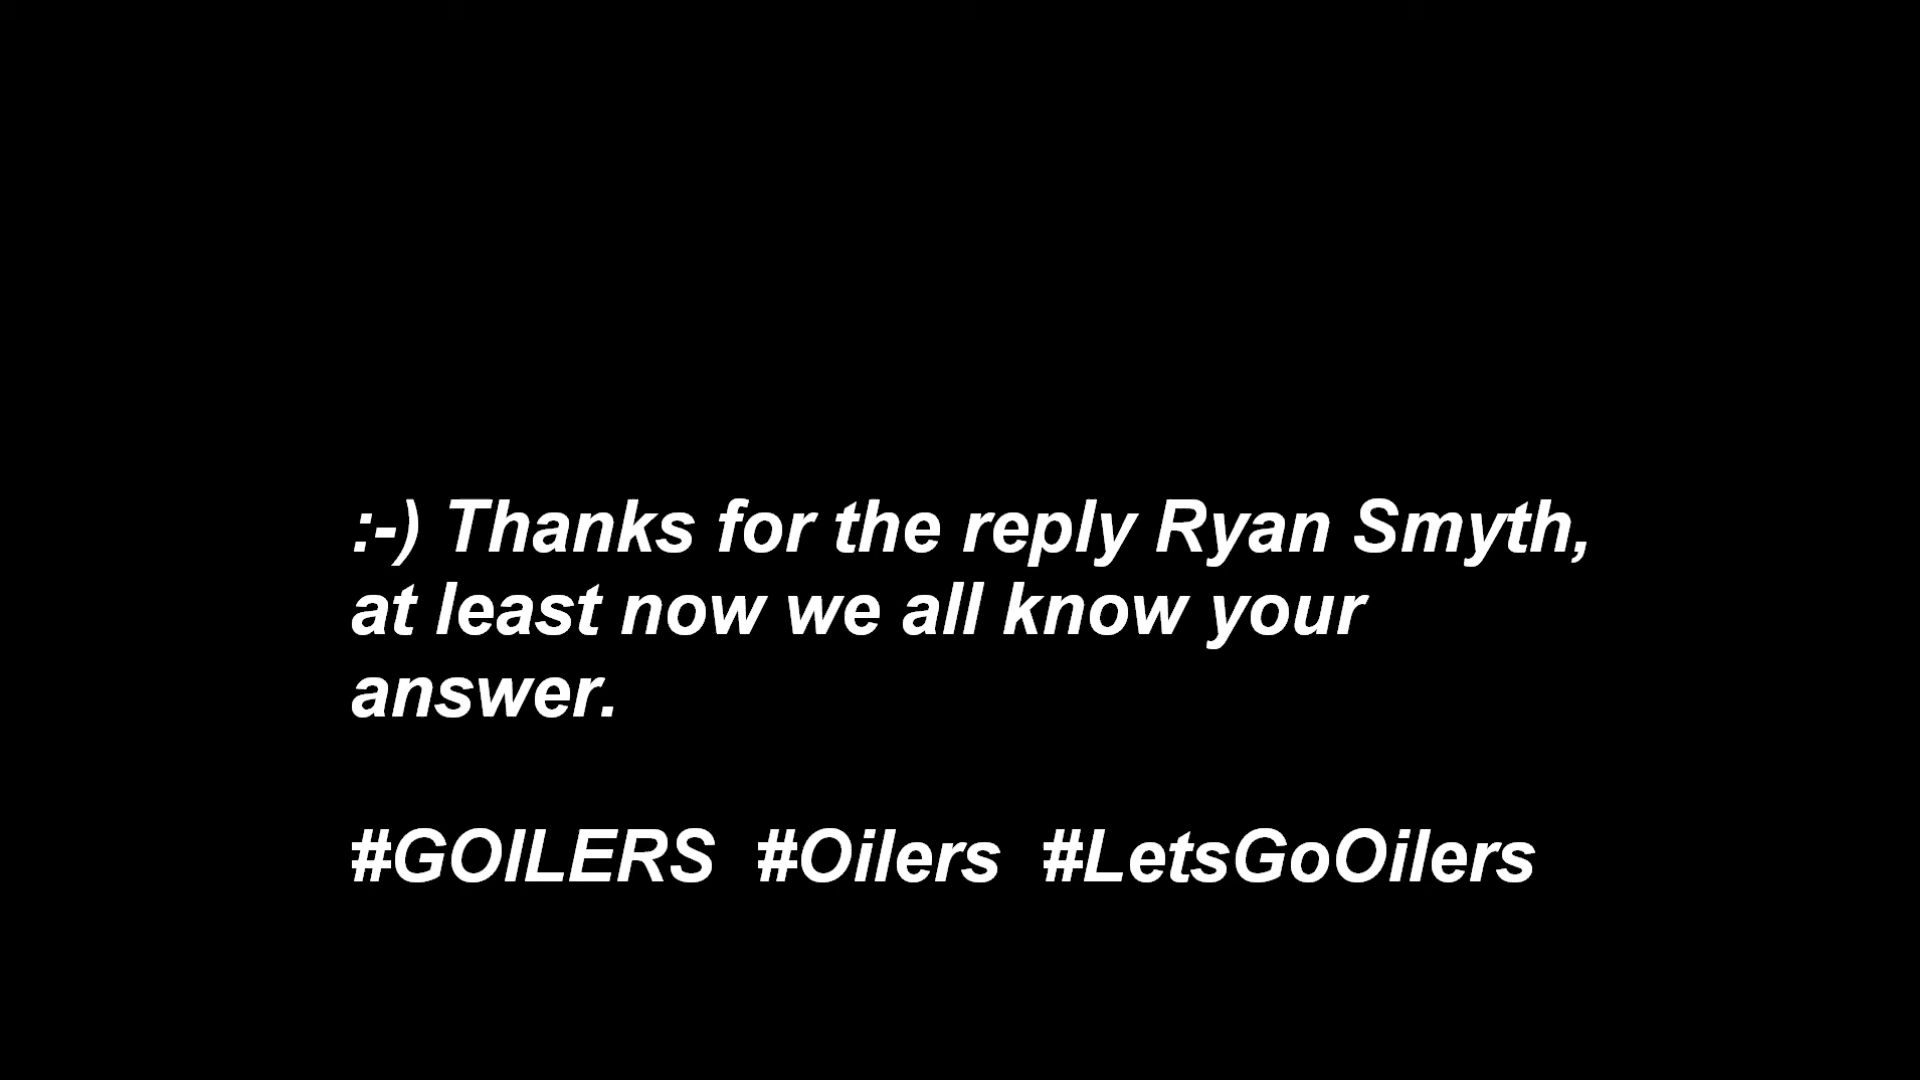 :-) Thanks for the reply Ryan Smyth,
at least now we all know your
answer.
#GOILERS #Oilers #LetsGoOilers